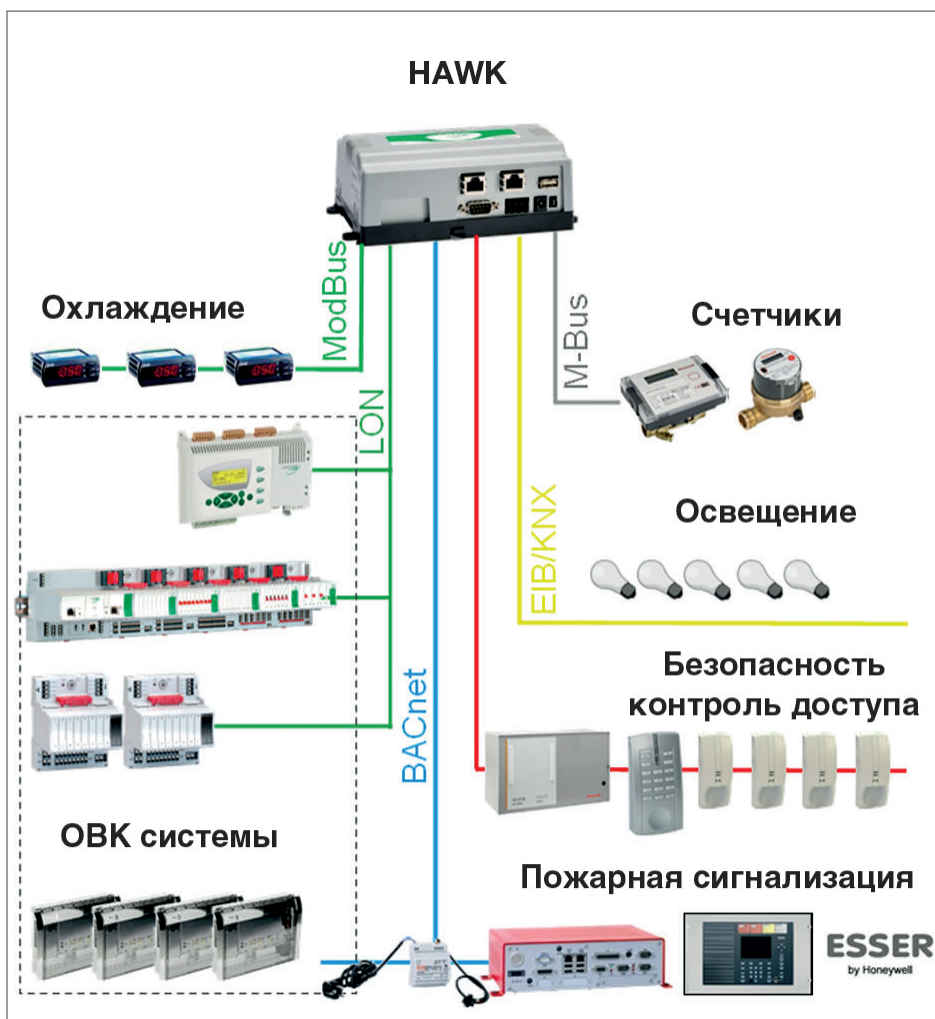 HAWK
ModBus
Охлаждение
Счетчики
M-Bus
LON
Освещение
EIB/KNX
Безопасность
контроль доступа
BACnet
ОВК системы
Пожарная сигнализация
ESSER
by Honeywell